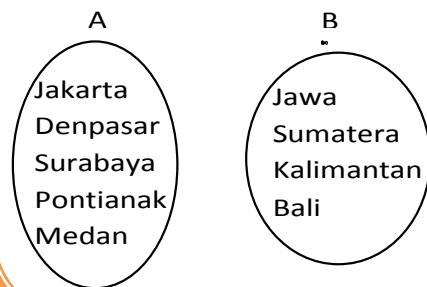 A
B
Jakarta
Denpasar
Surabaya
Pontianak
Medan
Jawa
Sumatera
Kalimantan
Bali